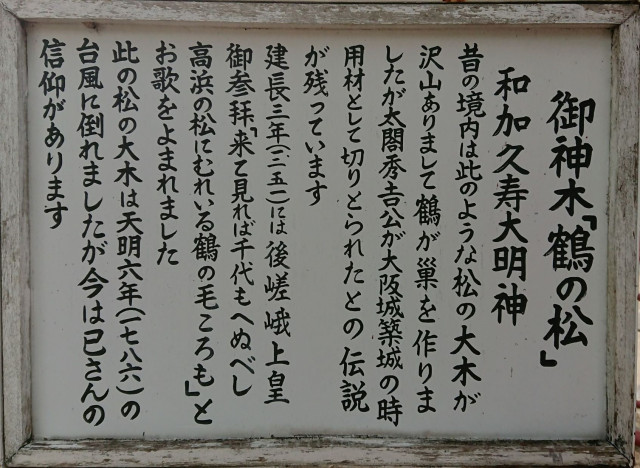 御神木「鶴の松」
和加久寿大明神
昔の境内は此のような松の大木が
沢山ありまして鶴が巣を作りま
したが太閤秀吉公が大阪城築城の時
用材として切りとられたとの伝説
が残っています
建長三年(一二五一)には後嵯峨上皇
御参拝「来て見れば千代もへぬべし
高浜の松にむれいる鶴の毛ころも」と
お歌をよまれました
此の松の大木は天明六年(一七八六)の
台風に倒れましたが今は巳さんの
信仰があります